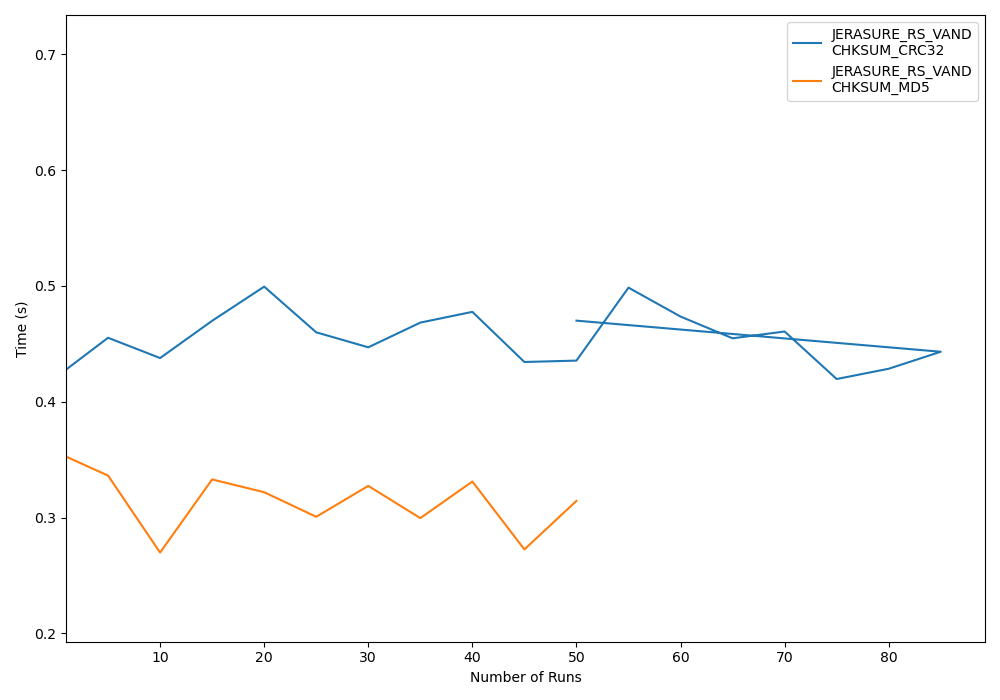 JERASURE_RS_VAND
CHKSUM_CRC32
JERASURE_RS_VAND
CHKSUM_MD5
0.7
0.6
0.5
0.4
0.3
0.2
Time (s)
10 20 30 40 50 60 70 80
Number of Runs